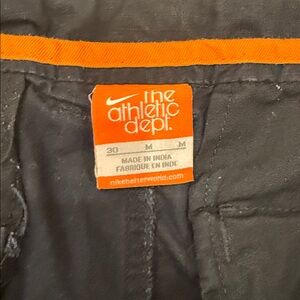 the
athletic
dept.
30 M M
MADE IN INDIA
FABRIQUE EN INDE
nikebetterworld.com